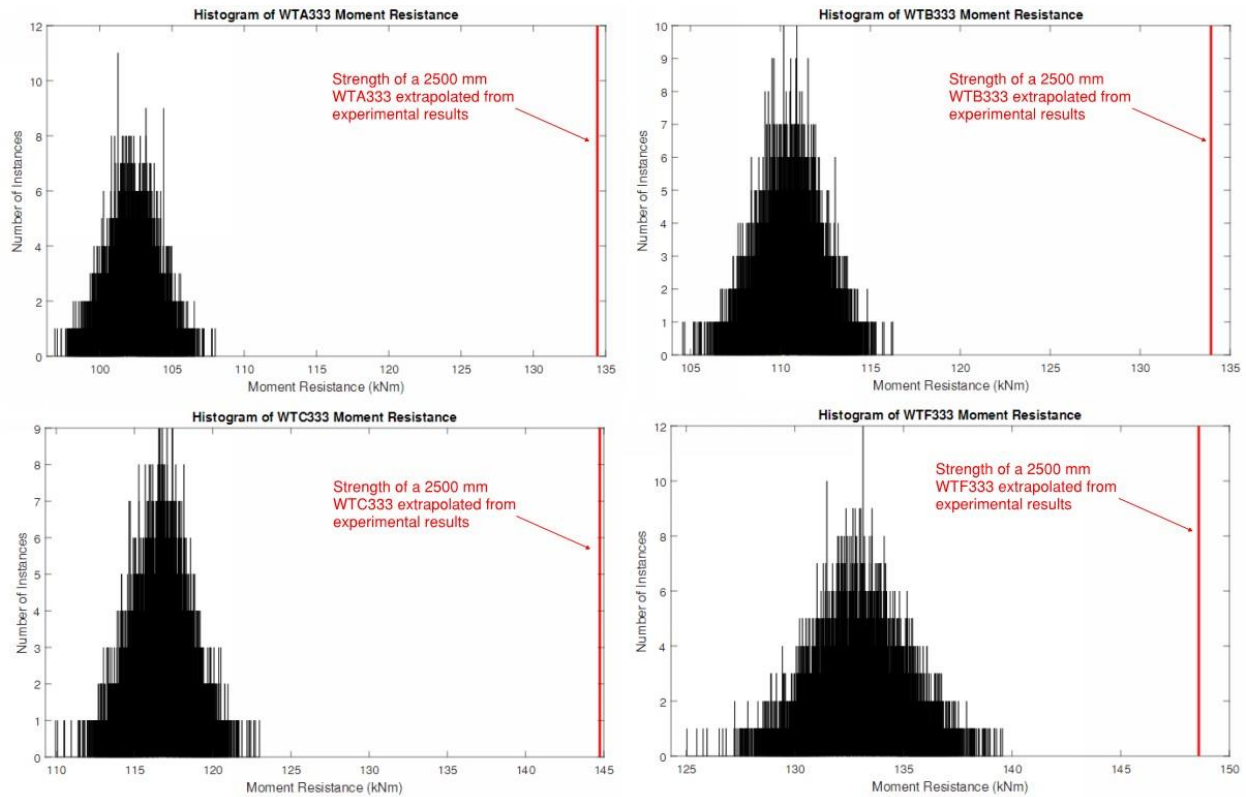 Histogram of WTA333 Moment Resistance
12
10
8
6
4
2
0
Number of Instances
Strength of a 2500 mm
WTA333 extrapolated from
experimental results
100
105
110
115
120
125
130
135
Moment Resistance (kNm)
Histogram of WTB333 Moment Resistance
10
9
8
7
6
5
4
3
2
1
0
Number of Instances
Strength of a 2500 mm
WTB333 extrapolated from
experimental results
105
110
115
120
125
130
135
Moment Resistance (kNm)
Histogram of WTC333 Moment Resistance
9
8
7
6
5
4
3
2
1
0
Number of Instances
Strength of a 2500 mm
WTC333 extrapolated from
experimental results
110
115
120
125
130
135
140
145
Moment Resistance (kNm)
Histogram of WTF333 Moment Resistance
12
10
8
6
4
2
0
Number of Instances
Strength of a 2500 mm
WTF333 extrapolated from
experimental results
125
130
135
140
145
150
Moment Resistance (kNm)